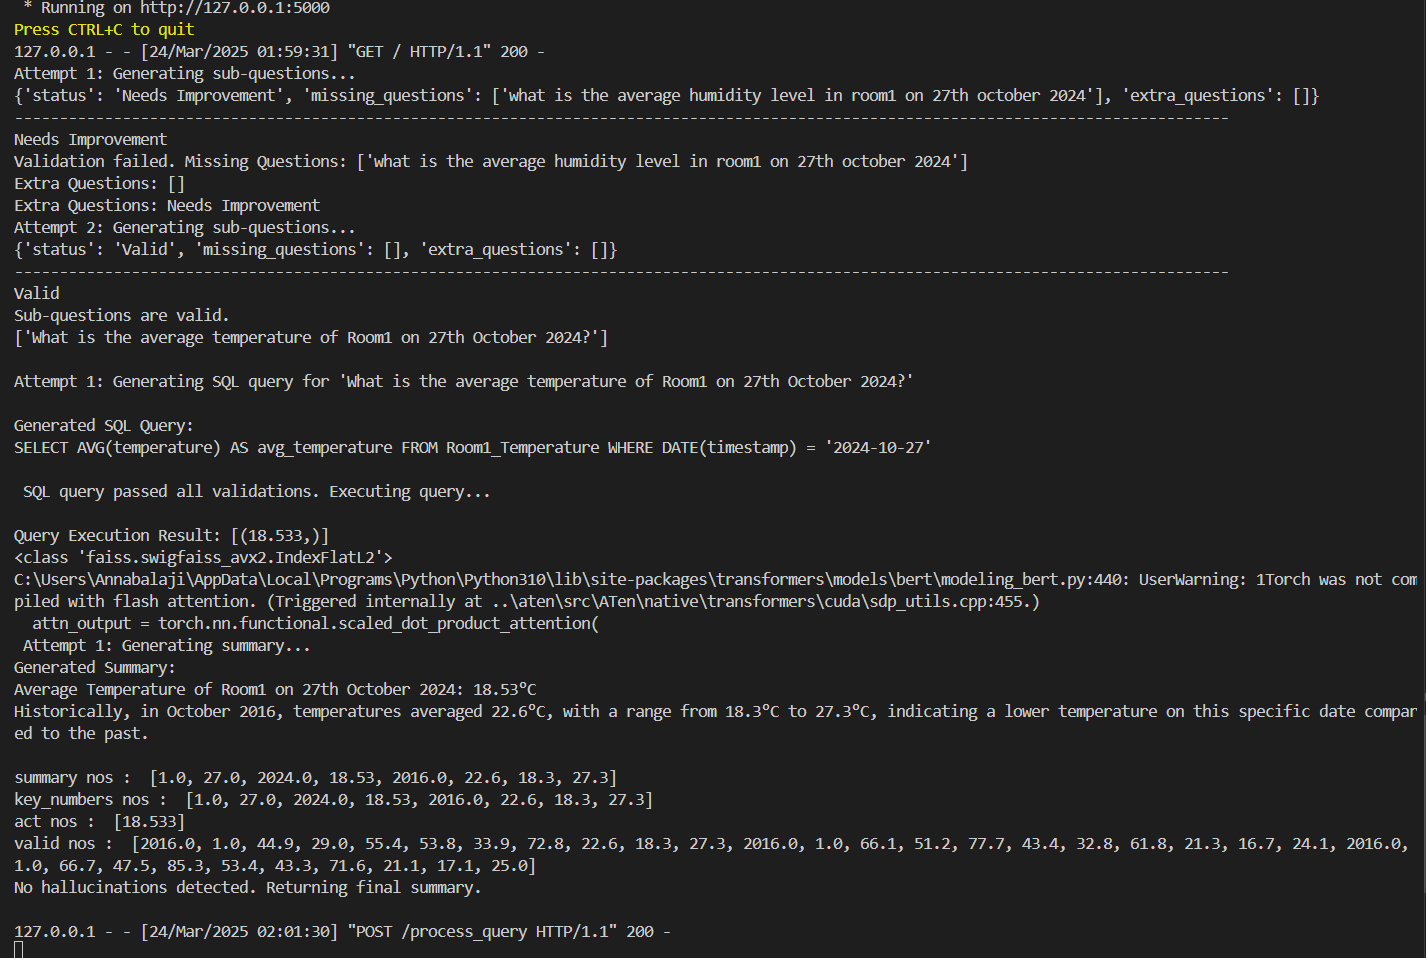 * Running on http://127.0.0.1:5000
Press CTRL+C to quit
127.0.0.1 - - [24/Mar/2025 01:59:31] "GET / HTTP/1.1" 200 -
Attempt 1: Generating sub-questions...
{'status': 'Needs Improvement', 'missing_questions': ['what is the average humidity level in room1 on 27th october 2024'], 'extra_questions': []}
---------------------------------------------------------------------------------------------------------------------------------------
Needs Improvement
Validation failed. Missing Questions: ['what is the average humidity level in room1 on 27th october 2024']
Extra Questions: []
Extra Questions: Needs Improvement
Attempt 2: Generating sub-questions...
{'status': 'Valid', 'missing_questions': [], 'extra_questions': []}
---------------------------------------------------------------------------------------------------------------------------------------
Valid
Sub-questions are valid.
['What is the average temperature of Room1 on 27th October 2024?']
Attempt 1: Generating SQL query for 'What is the average temperature of Room1 on 27th October 2024?'
Generated SQL Query:
SELECT AVG(temperature) AS avg_temperature FROM Room1_Temperature WHERE DATE(timestamp) = '2024-10-27'
 SQL query passed all validations. Executing query...
Query Execution Result: [(18.533,)]
<class 'faiss.swigfaiss_avx2.IndexFlatL2'>
C:\Users\Annabalaji\AppData\Local\Programs\Python\Python310\lib\site-packages\transformers\models\bert\modeling_bert.py:440: UserWarning: 1Torch was not com
piled with flash attention. (Triggered internally at ..\aten\src\ATen\native\transformers\cuda\sdp_utils.cpp:455.)
  attn_output = torch.nn.functional.scaled_dot_product_attention(
 Attempt 1: Generating summary...
Generated Summary:
Average Temperature of Room1 on 27th October 2024: 18.53°C
Historically, in October 2016, temperatures averaged 22.6°C, with a range from 18.3°C to 27.3°C, indicating a lower temperature on this specific date compar
ed to the past.
summary nos :  [1.0, 27.0, 2024.0, 18.53, 2016.0, 22.6, 18.3, 27.3]
key_numbers nos :  [1.0, 27.0, 2024.0, 18.53, 2016.0, 22.6, 18.3, 27.3]
act nos :  [18.533]
valid nos :  [2016.0, 1.0, 44.9, 29.0, 55.4, 53.8, 33.9, 72.8, 22.6, 18.3, 27.3, 2016.0, 1.0, 66.1, 51.2, 77.7, 43.4, 32.8, 61.8, 21.3, 16.7, 24.1, 2016.0,
1.0, 66.7, 47.5, 85.3, 53.4, 43.3, 71.6, 21.1, 17.1, 25.0]
No hallucinations detected. Returning final summary.
127.0.0.1 - - [24/Mar/2025 02:01:30] "POST /process_query HTTP/1.1" 200 -